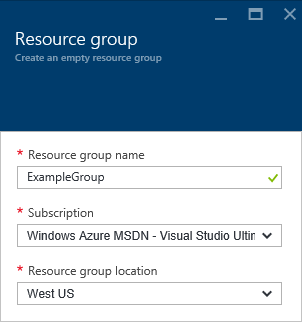 Resource group
Create an empty resource group
* Resource group name
ExampleGroup
* Subscription
Windows Azure MSDN - Visual Studio Ultin
* Resource group location
West US